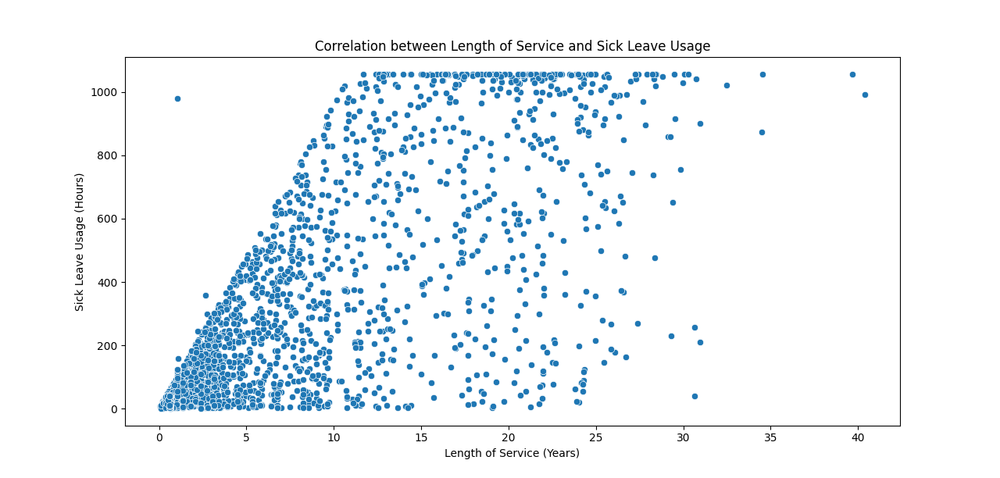 Correlation between Length of Service and Sick Leave Usage
Sick Leave Usage (Hours)
1000
800
600
400
200
0
0 5 10 15 20 25 30 35 40
Length of Service (Years)